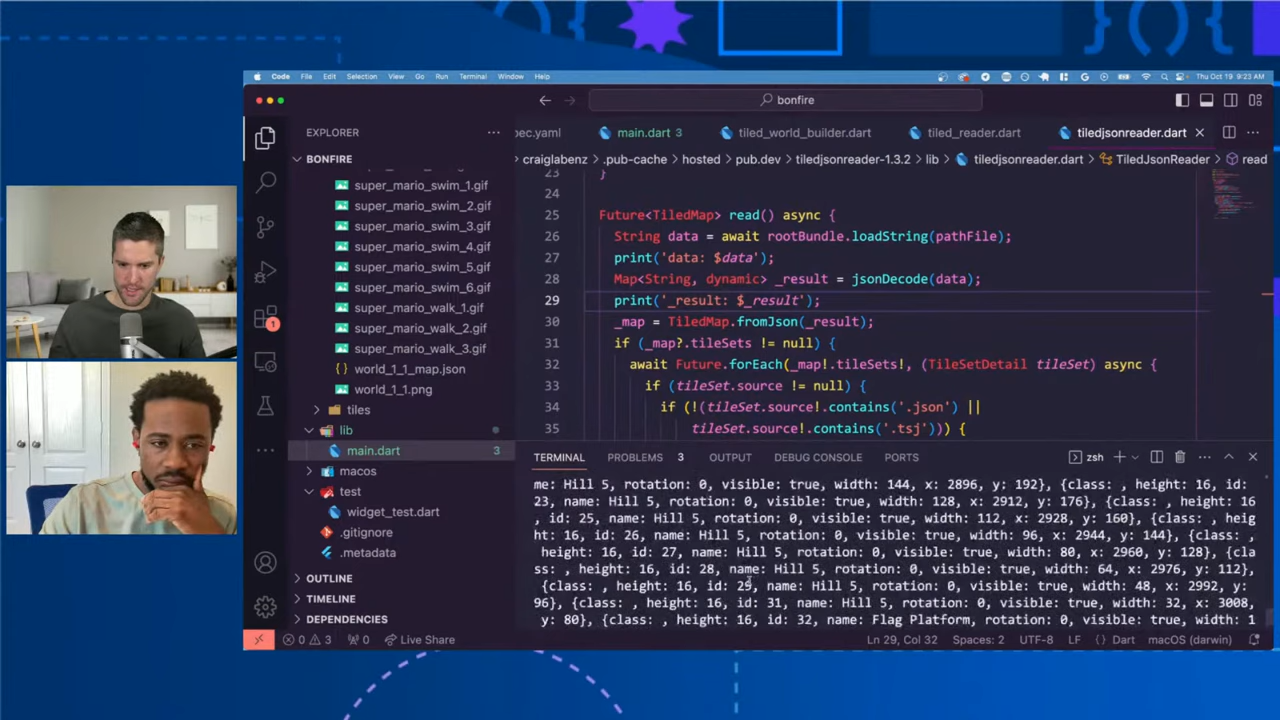 Code File Edit Selection View Go Run Terminal Window Help Thu Oct 19 9:23 AM
bonfire
EXPLORER
pec.yaml main.dart 3 tiled_world_builder.dart tiled_reader.dart tiledjsonreader.dart
BONFIRE
craiglabenz > .pub-cache > hosted > pub.dev > tiledjsonreader-1.3.2 > lib > tiledjsonreader.dart > TiledJsonReader > read
super_mario_swim_1.gif
super_mario_swim_2.gif
super_mario_swim_3.gif
super_mario_swim_4.gif
super_mario_swim_5.gif
super_mario_swim_6.gif
super_mario_walk_1.gif
super_mario_walk_2.gif
super_mario_walk_3.gif
{} world_1_1_map.json
world_1_1.png
tiles
lib
main.dart 3
macos
test
widget_test.dart
.gitignore
.metadata
OUTLINE
TIMELINE
DEPENDENCIES
23 }
24
25 Future<TiledMap> read() async {
26 String data = await rootBundle.loadString(pathFile);
27 print('data: $data');
28 Map<String, dynamic> _result = jsonDecode(data);
29 print('_result: $_result');
30 _map = TiledMap.fromJson(_result);
31 if (_map?.tileSets != null) {
32 await Future.forEach(_map!.tileSets!, (TileSetDetail tileSet) async {
33 if (tileSet.source != null) {
34 if (!(tileSet.source!.contains('.json') ||
35 tileSet.source!.contains('.tsj'))) {
TERMINAL PROBLEMS 3 OUTPUT DEBUG CONSOLE PORTS zsh
me: Hill 5, rotation: 0, visible: true, width: 144, x: 2896, y: 192}, {class: , height: 16, id:
23, name: Hill 5, rotation: 0, visible: true, width: 128, x: 2912, y: 176}, {class: , height: 16
, id: 25, name: Hill 5, rotation: 0, visible: true, width: 112, x: 2928, y: 160}, {class: , heig
ht: 16, id: 26, name: Hill 5, rotation: 0, visible: true, width: 96, x: 2944, y: 144}, {class: ,
height: 16, id: 27, name: Hill 5, rotation: 0, visible: true, width: 80, x: 2960, y: 128}, {cla
ss: , height: 16, id: 28, name: Hill 5, rotation: 0, visible: true, width: 64, x: 2976, y: 112},
{class: , height: 16, id: 29, name: Hill 5, rotation: 0, visible: true, width: 48, x: 2992, y:
96}, {class: , height: 16, id: 31, name: Hill 5, rotation: 0, visible: true, width: 32, x: 3008,
y: 80}, {class: , height: 16, id: 32, name: Flag Platform, rotation: 0, visible: true, width: 1
0 3 0 Live Share Ln 29, Col 32 Spaces: 2 UTF-8 LF {} Dart macOS (darwin)